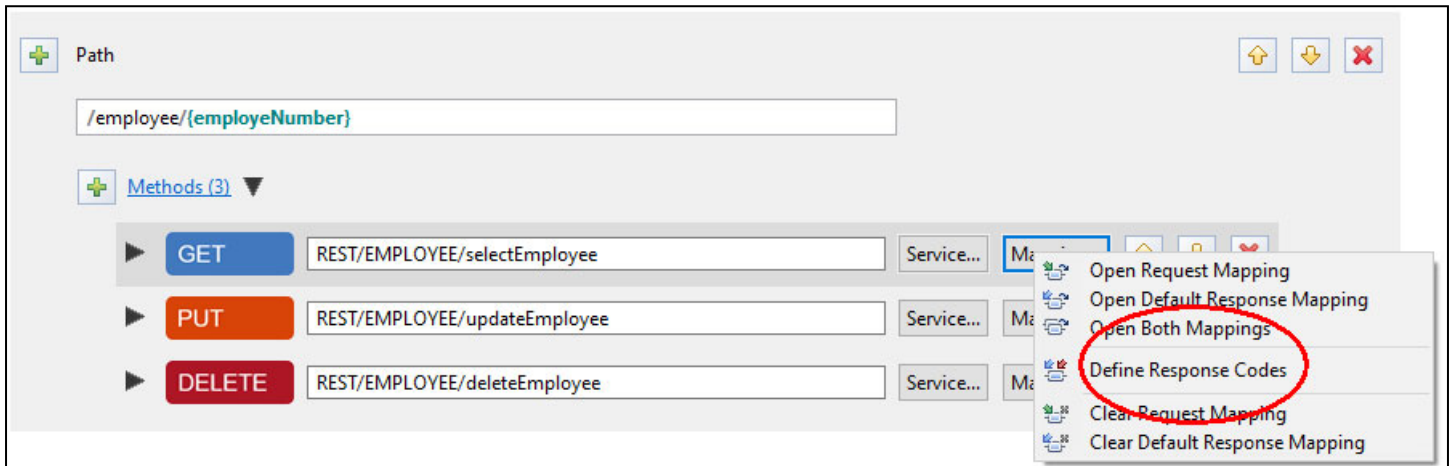 Path
/employee/{employeNumber}
Methods (3)
GET REST/EMPLOYEE/selectEmployee Service...
Open Request Mapping
Open Default Response Mapping
PUT REST/EMPLOYEE/updateEmployee Service...
Open Both Mappings
Define Response Codes
DELETE REST/EMPLOYEE/deleteEmployee Service...
Clear Request Mapping
Clear Default Response Mapping